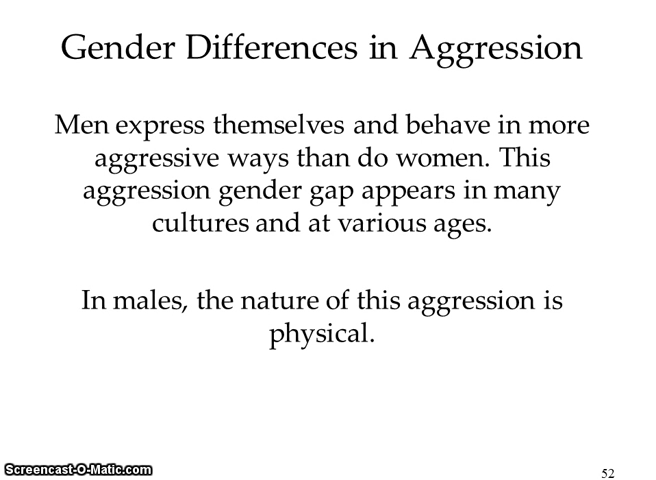 Gender Differences in Aggression
Men express themselves and behave in more
aggressive ways than do women. This
aggression gender gap appears in many
cultures and at various ages.
In males, the nature of this aggression is
physical.
Screencast-O-Matic.com
52